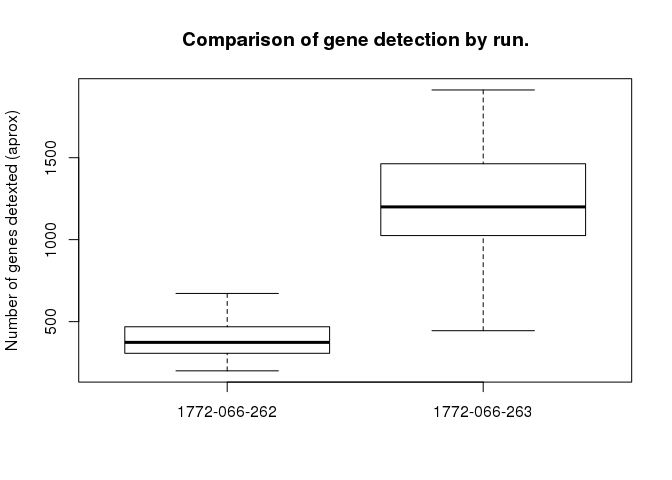 Comparison of gene detection by run.
Number of genes detexted (aprox)
1500
1000
500
1772-066-262
1772-066-263